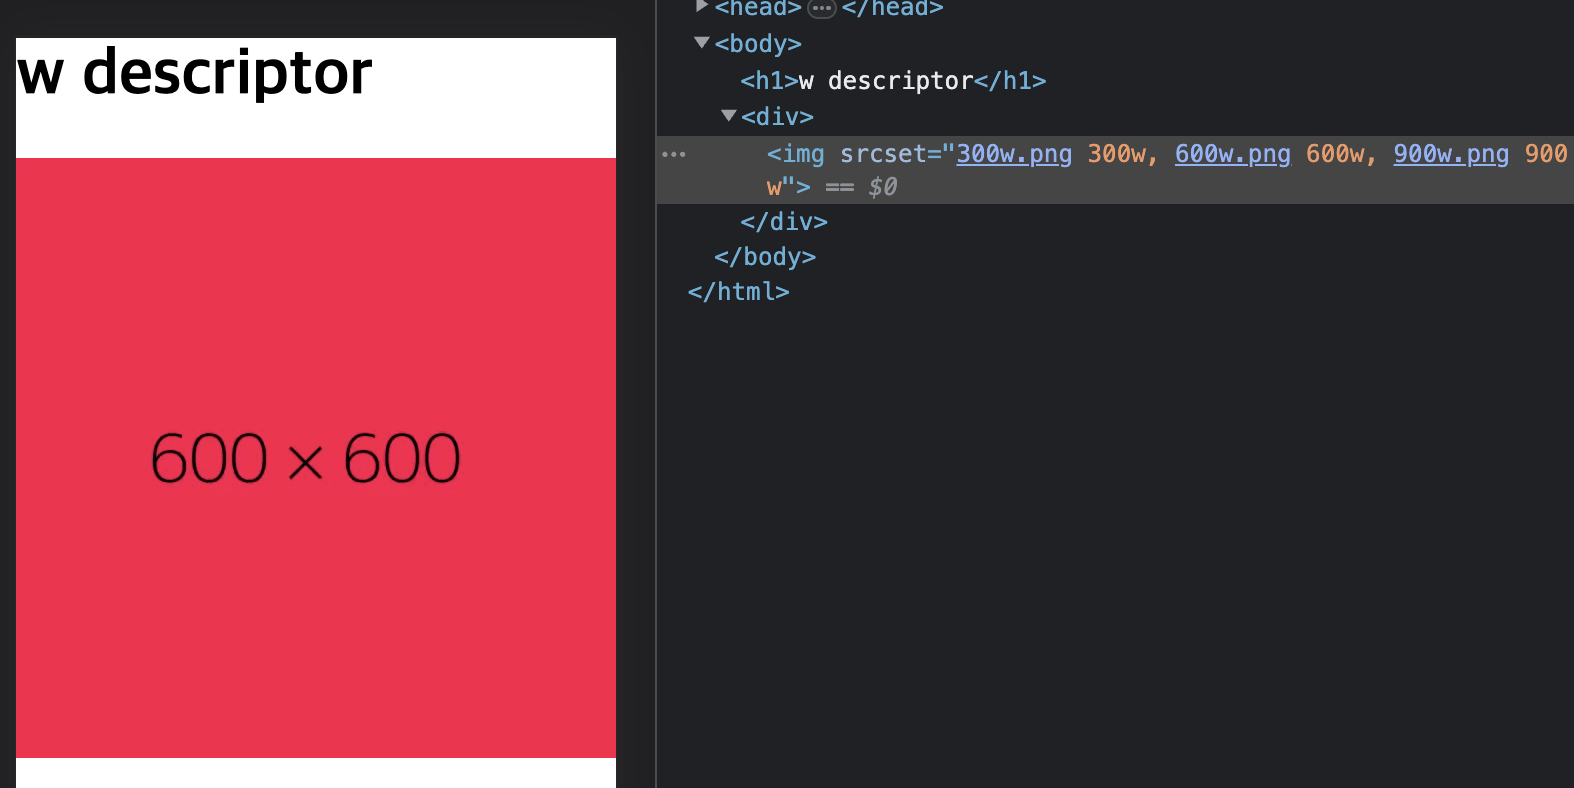 w descriptor
600 × 600
<head> ••• </head>
<body>
<h1>w descriptor</h1>
<div>
<img srcset="300w.png 300w, 600w.png 600w, 900w.png 900
w"> == $0
</div>
</body>
</html>